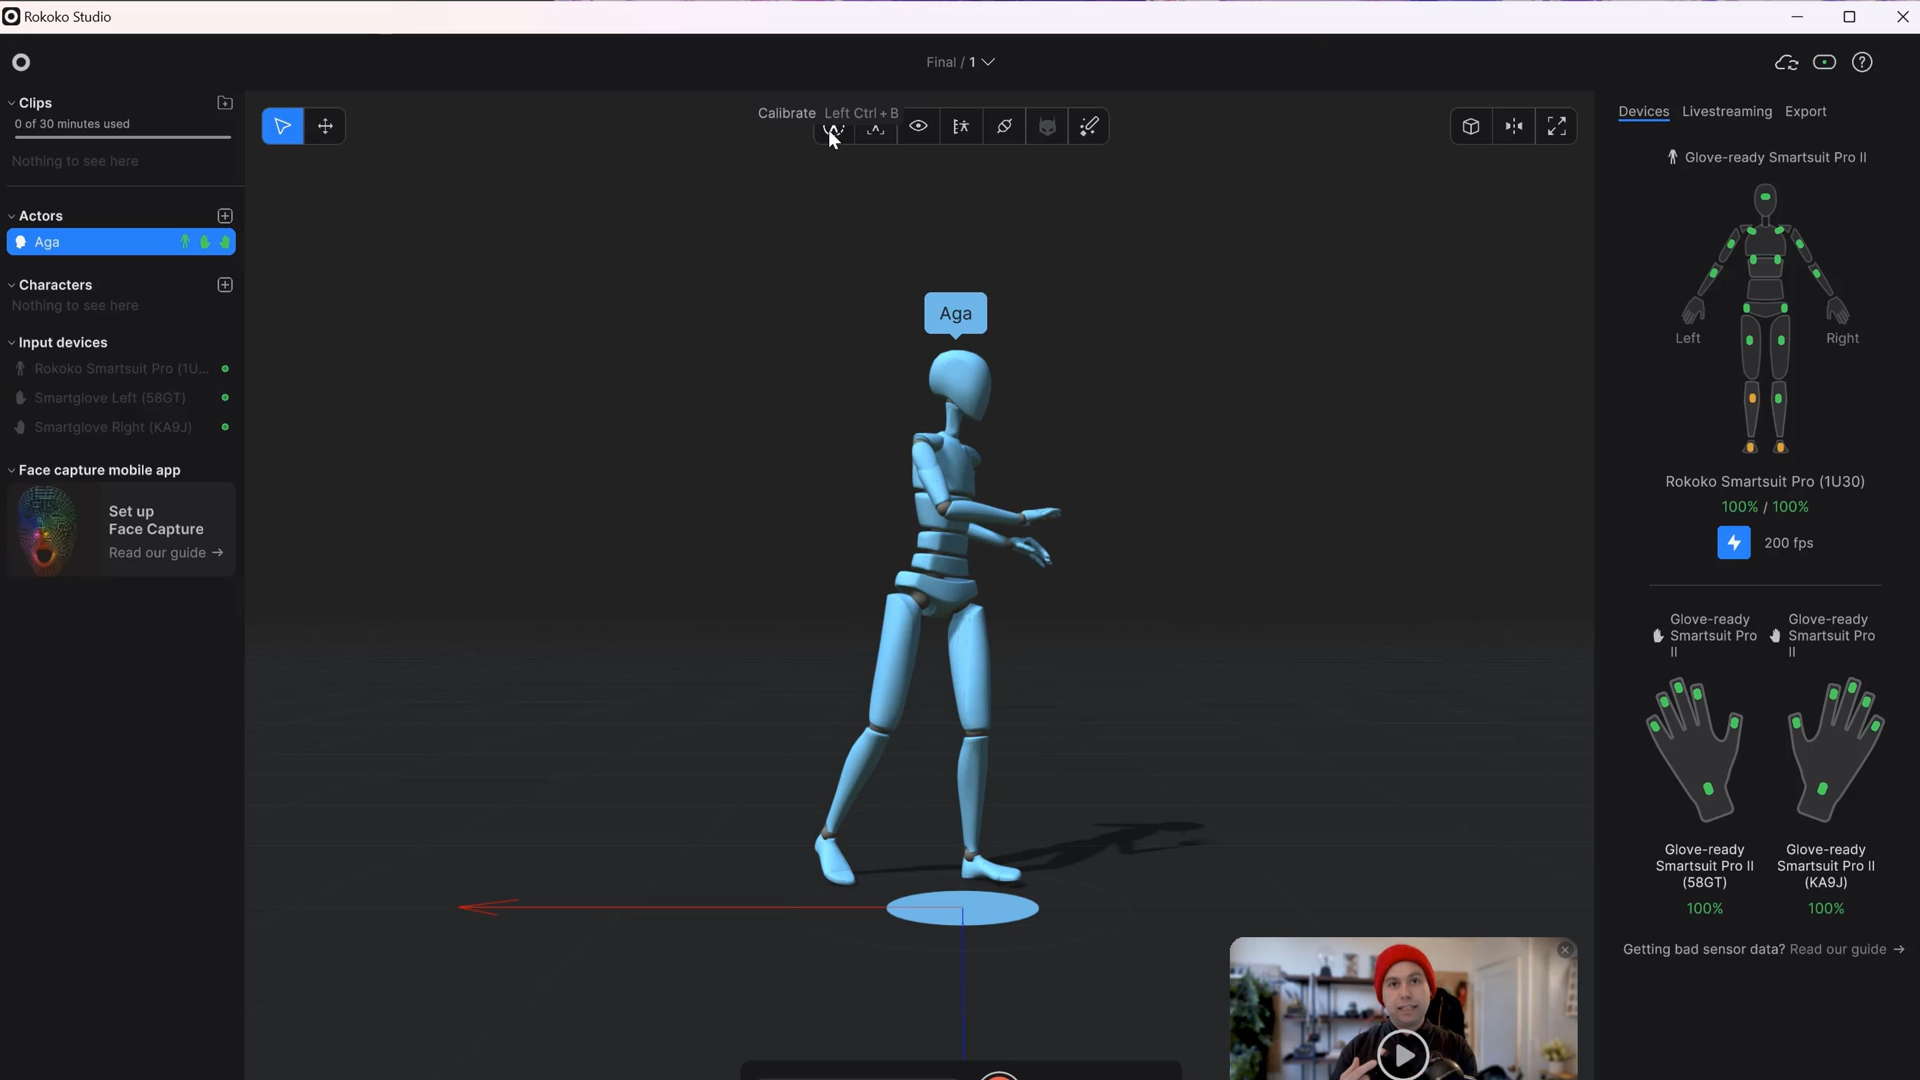 Rokoko Studio
Final / 1
Clips
0 of 30 minutes used
Nothing to see here
Actors
Aga
Characters
Nothing to see here
Input devices
Rokoko Smartsuit Pro (1U...
Smartglove Left (58GT)
Smartglove Right (KA9J)
Face capture mobile app
Set up
Face Capture
Read our guide →
Calibrate Left Ctrl + B
Aga
Devices Livestreaming Export
Glove-ready Smartsuit Pro II
Left
Right
Rokoko Smartsuit Pro (1U30)
100% / 100%
200 fps
Glove-ready
Smartsuit Pro
II
Glove-ready
Smartsuit Pro
II
Glove-ready
Smartsuit Pro II
(58GT)
100%
Glove-ready
Smartsuit Pro II
(KA9J)
100%
Getting bad sensor data? Read our guide →